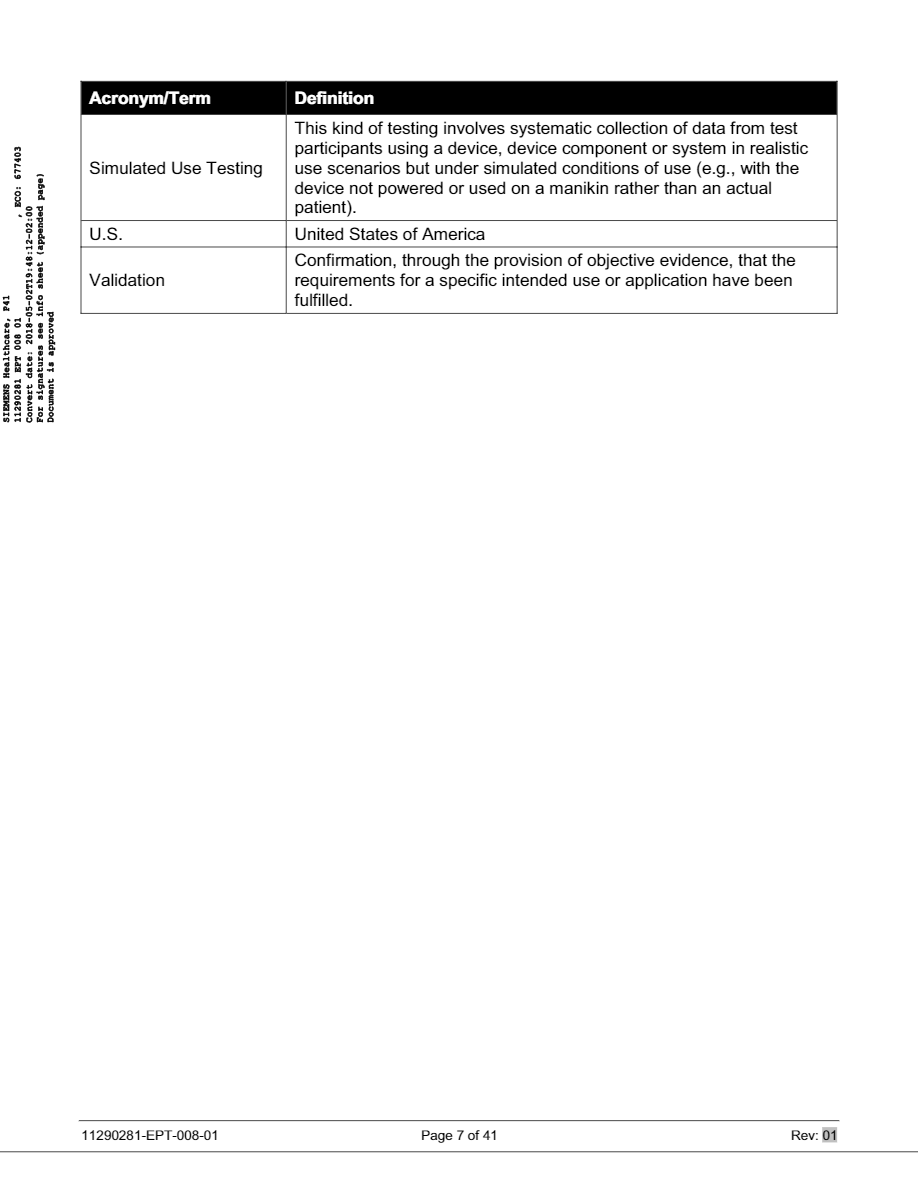 SIEMENS Healthcare, P41
11290281 EPT 008 01 , ECO: 677403
Convert date: 2018-05-02T19:48:12-02:00
For signatures see info sheet (appended page)
Document is approved
Acronym/Term Definition
Simulated Use Testing
This kind of testing involves systematic collection of data from test
participants using a device, device component or system in realistic
use scenarios but under simulated conditions of use (e.g., with the
device not powered or used on a manikin rather than an actual
patient).
U.S. United States of America
Validation
Confirmation, through the provision of objective evidence, that the
requirements for a specific intended use or application have been
fulfilled.
11290281-EPT-008-01 Page 7 of 41 Rev: 01